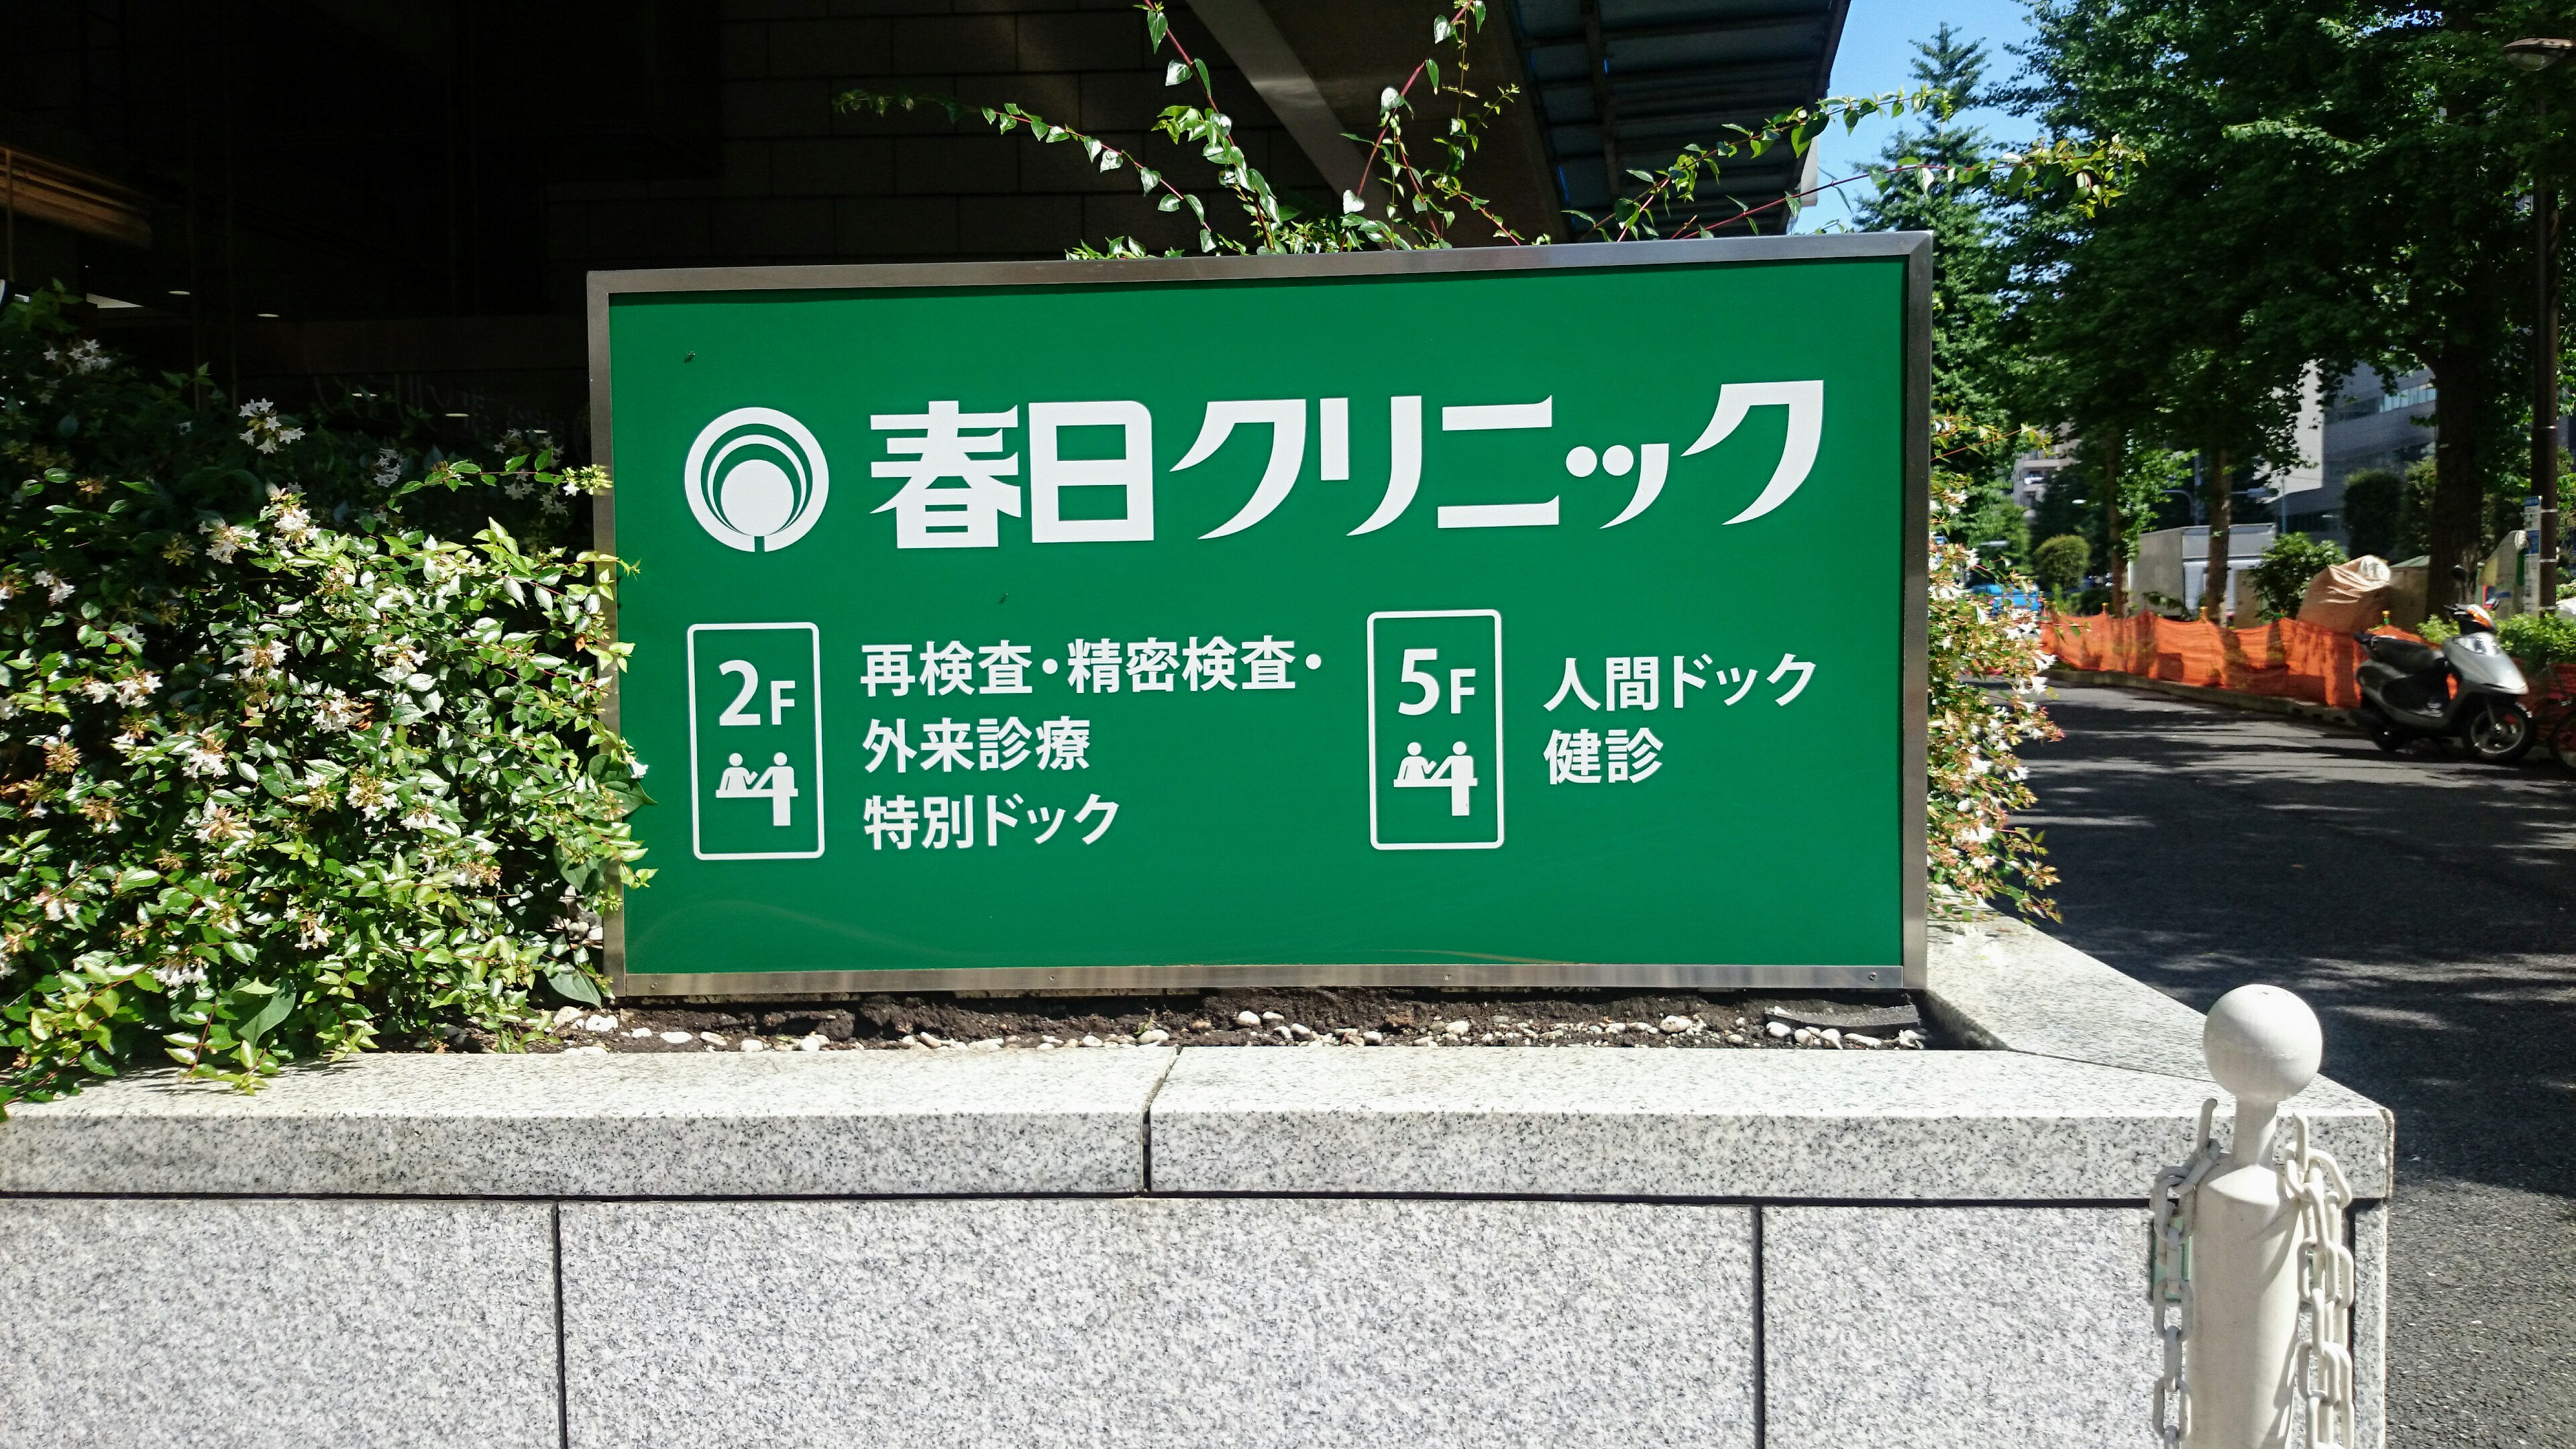 春日クリニック
2F
再検査・精密検査・
外来診療
特別ドック
5F
人間ドック
健診